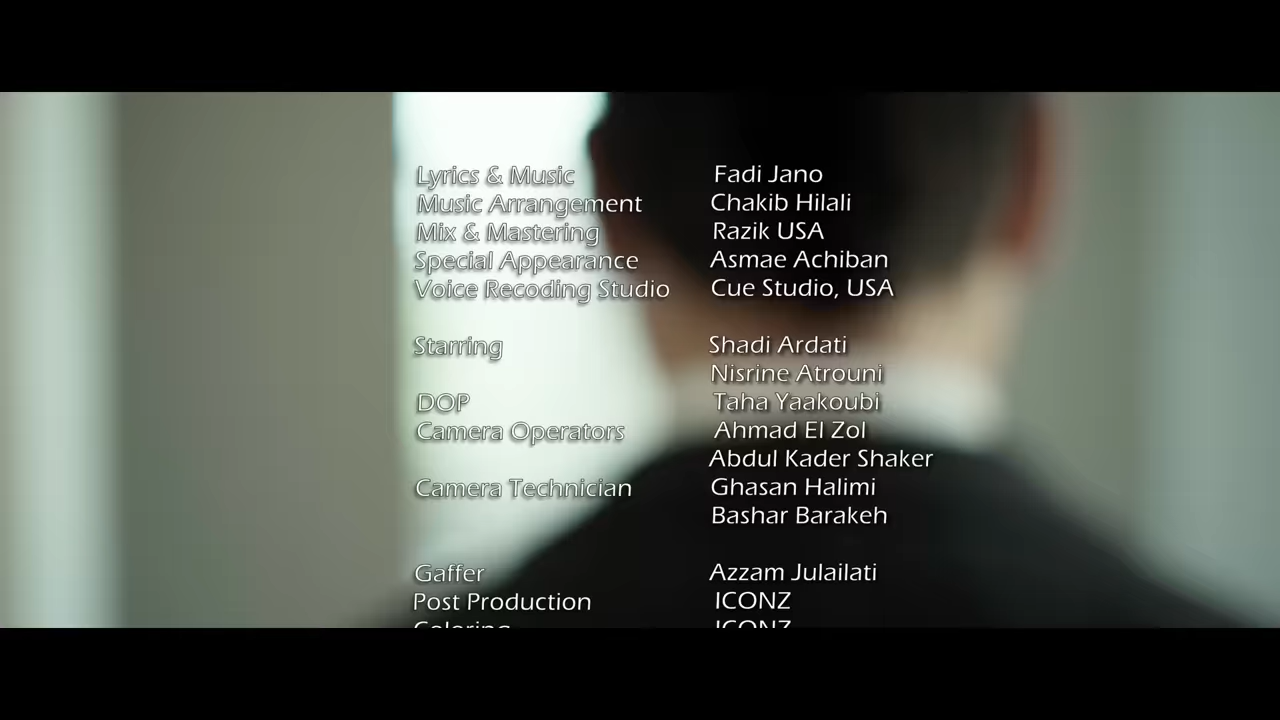 Lyrics & Music Fadi Jano
Music Arrangement Chakib Hilali
Mix & Mastering Razik USA
Special Appearance Asmae Achiban
Voice Recoding Studio Cue Studio, USA
Starring Shadi Ardati
Nisrine Atrouni
DOP Taha Yaakoubi
Camera Operators Ahmad El Zol
Abdul Kader Shaker
Camera Technician Ghasan Halimi
Bashar Barakeh
Gaffer Azzam Julailati
Post Production ICONZ
Coloring ICONZ